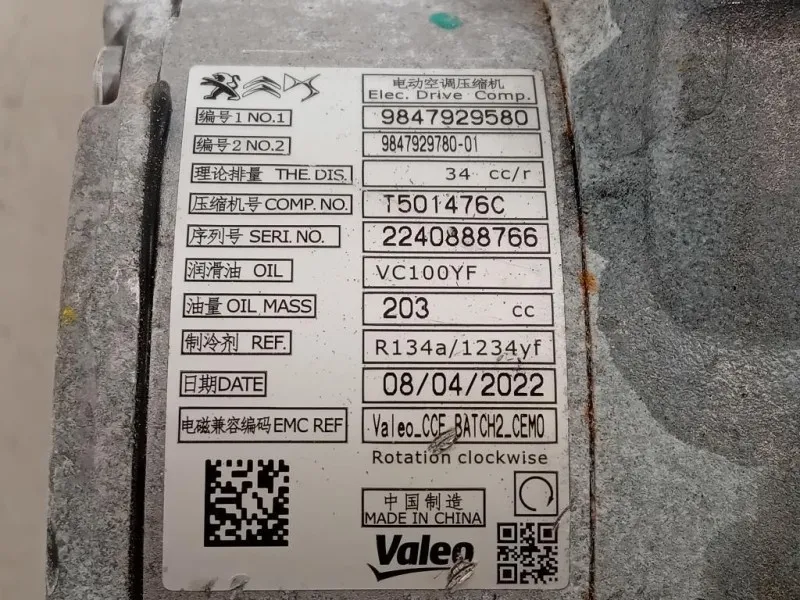 电动空调压缩机
Elec. Drive Comp.
编号1 NO.1 9847929580
编号2 NO.2 9847929780-01
理论排量 THE.DIS. 34 cc/r
压缩机号 COMP.NO. T501476C
序列号 SERI.NO. 2240888766
润滑油 OIL VC100YF
油量 OIL MASS 203 cc
制冷剂 REF. R134a/1234yf
日期DATE 08/04/2022
电磁兼容编码 EMC REF Valeo_CCE_BATCH2_CEMO
Rotation clockwise
中国制造
MADE IN CHINA
Valeo